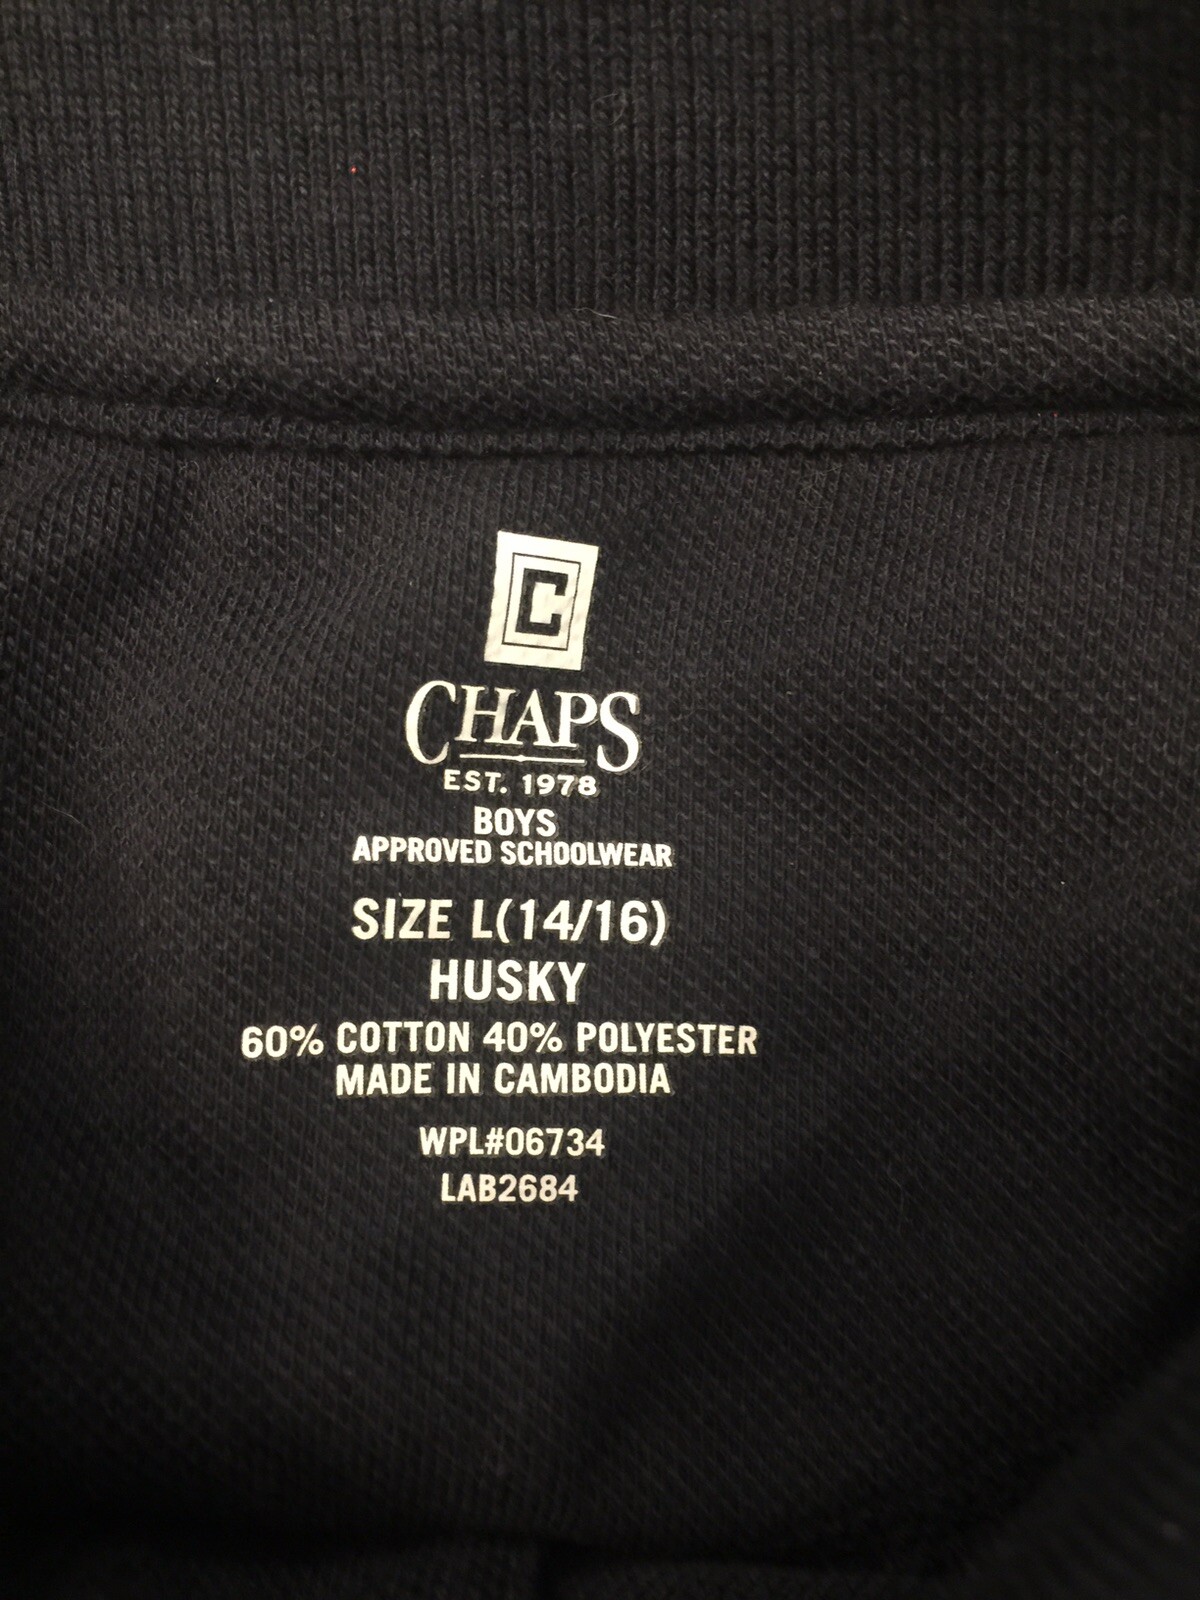 C
CHAPS
EST. 1978
BOYS
APPROVED SCHOOLWEAR
SIZE L(14/16)
HUSKY
60% COTTON 40% POLYESTER
MADE IN CAMBODIA
WPL#06734
LAB2684